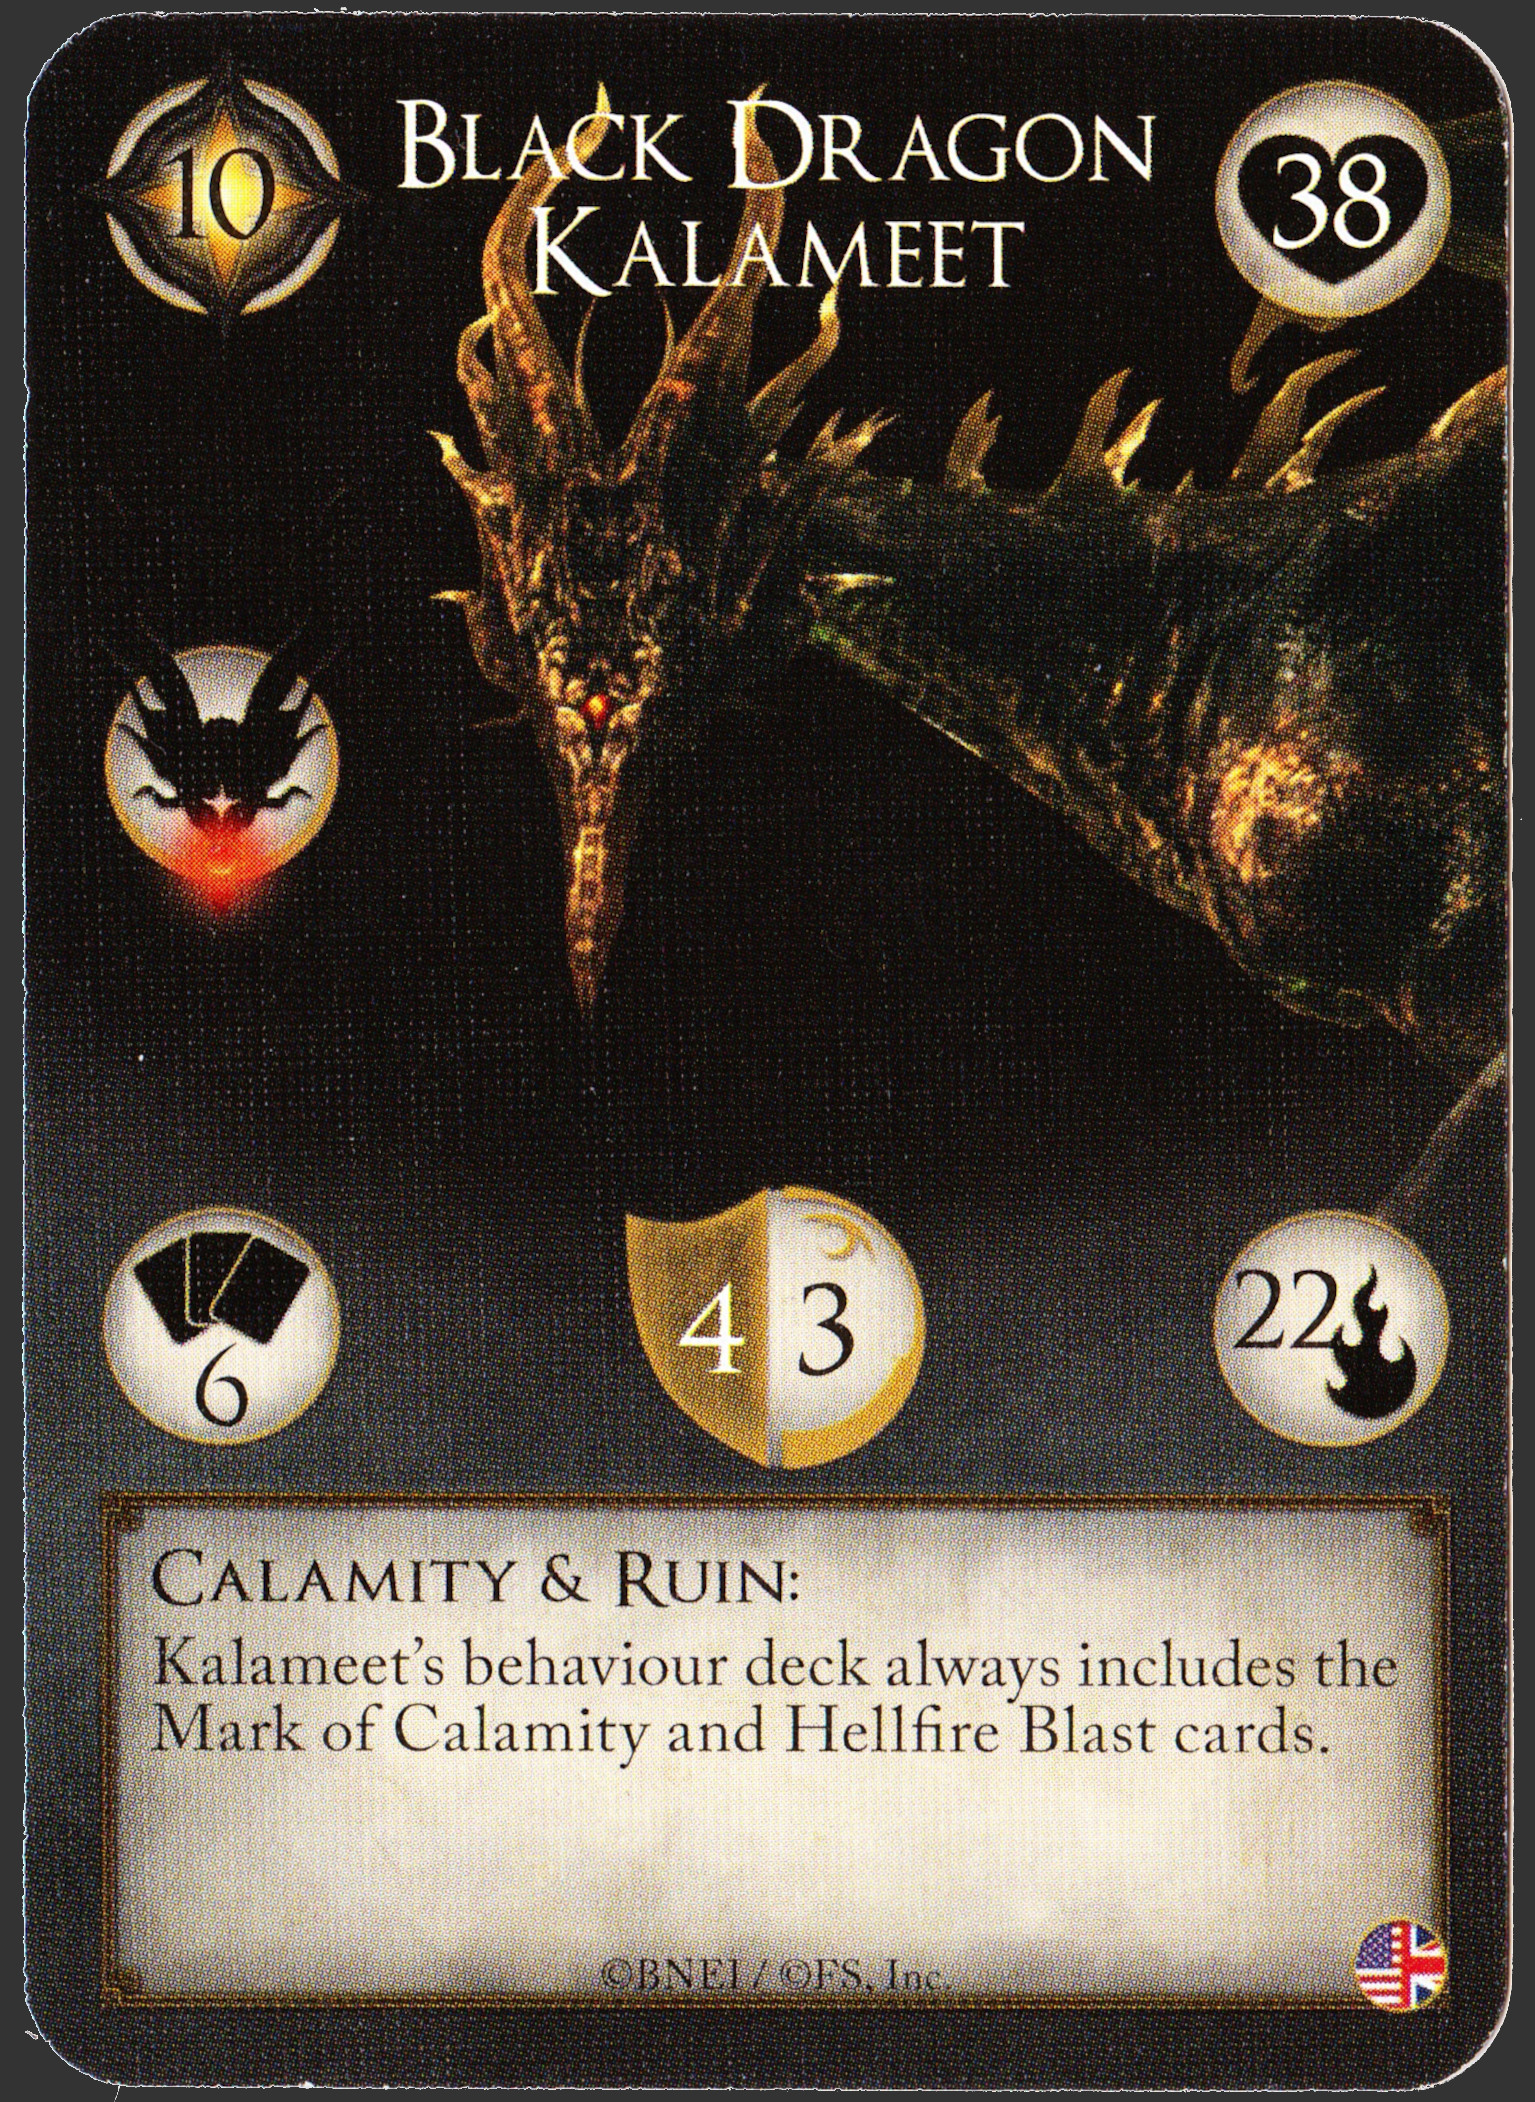 10
BLACK DRAGON
KALAMEET
38
6
4 3
22
CALAMITY & RUIN:
Kalameet's behaviour deck always includes the
Mark of Calamity and Hellfire Blast cards.
©BNEI / ©FS, Inc.